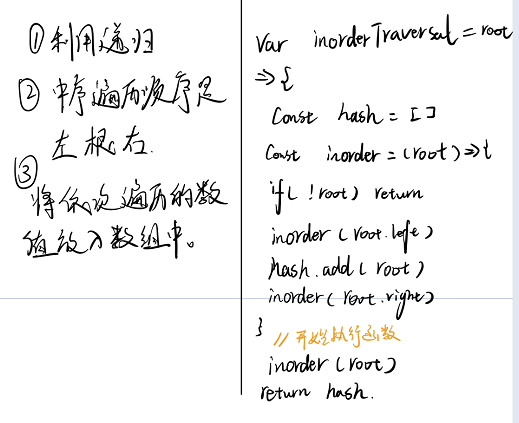 ① 利用递归
② 中序遍历顺序是
左根右.
③
将依次遍历的数
值放入数组中。
Var inorderTraversal = root
=> {
Const hash = []
Const inorder = (root) => {
if( !root) return
inorder (root.left)
hash.add( root)
inorder( root.right)
}
// 开始执行函数
inorder (root)
return hash.